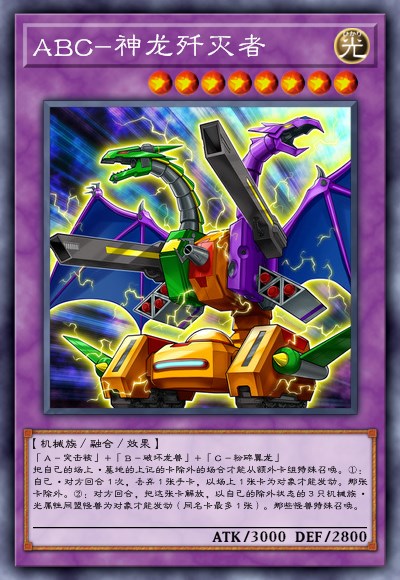 ABC-神龙歼灭者
光
【机械族／融合／效果】
「A－突击核」＋「B－破坏龙兽」＋「C－粉碎翼龙」
把自己的场上·墓地的上记的卡除外的场合才能从额外卡组特殊召唤。①：
自己·对方回合1次，丢弃1张手卡，以场上1张卡为对象才能发动。那张
卡除外。②：对方回合，把这张卡解放，以自己的除外状态的3只机械族·
光属性同盟怪兽为对象才能发动（同名卡最多1张）。那些怪兽特殊召唤。
ATK/3000 DEF/2800